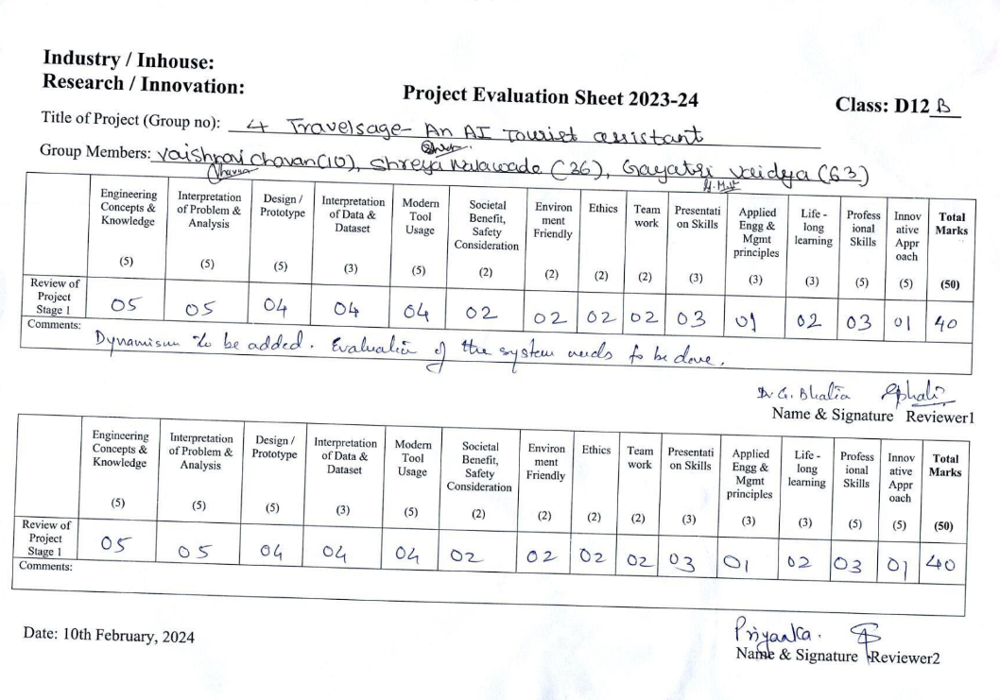 Industry / Inhouse:
Research / Innovation:
Project Evaluation Sheet 2023-24
Class: D12 B
Title of Project (Group no): 4 Travelsage- An AI Tourist assistant
Group Members: Vaishnavi Chavan(10), Shreya Nalawade (36), Gayatri Vaidya (63)
Engineering Concepts & Knowledge (5) Interpretation of Problem & Analysis (5) Design / Prototype (5) Interpretation of Data & Dataset (3) Modern Tool Usage (5) Societal Benefit, Safety Consideration (2) Environ ment Friendly (2) Ethics (2) Team work (2) Presentati on Skills (3) Applied Engg & Mgmt principles (3) Life - long learning (3) Profess ional Skills (5) Innov ative Appr oach (5) Total Marks (50)
Review of Project Stage 1 05 05 04 04 04 02 02 02 02 03 01 02 03 01 40
Comments: Dynamism to be added. Evaluation of the system needs to be done.
Dr G. Bhatia
Name & Signature Reviewer1
Engineering Concepts & Knowledge (5) Interpretation of Problem & Analysis (5) Design / Prototype (5) Interpretation of Data & Dataset (3) Modern Tool Usage (5) Societal Benefit, Safety Consideration (2) Environ ment Friendly (2) Ethics (2) Team work (2) Presentati on Skills (3) Applied Engg & Mgmt principles (3) Life - long learning (3) Profess ional Skills (5) Innov ative Appr oach (5) Total Marks (50)
Review of Project Stage 1 05 05 04 04 04 02 02 02 02 03 01 02 03 01 40
Comments:
Date: 10th February, 2024
Priyanka.
Name & Signature Reviewer2